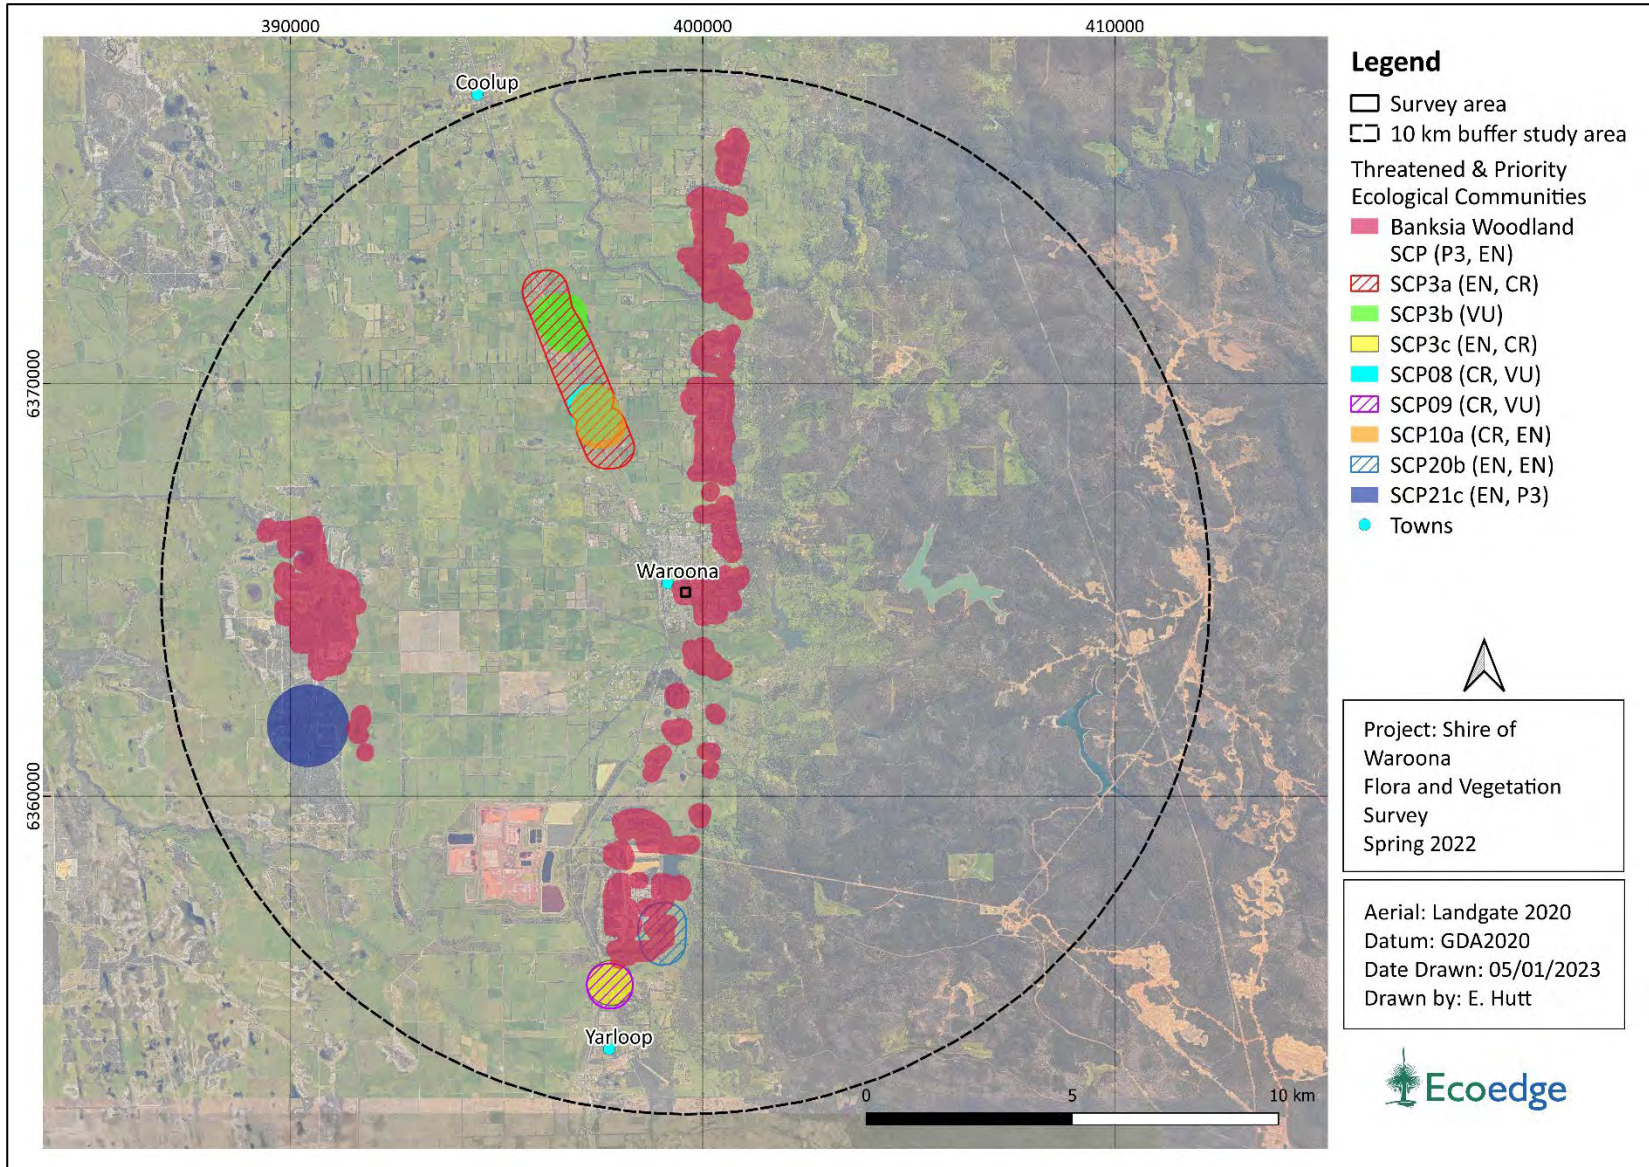 390000
400000
410000
6370000
6360000
Coolup
Waroona
Yarloop
0
5
10 km
Legend
Survey area
10 km buffer study area
Threatened & Priority
Ecological Communities
Banksia Woodland
SCP (P3, EN)
SCP3a (EN, CR)
SCP3b (VU)
SCP3c (EN, CR)
SCP08 (CR, VU)
SCP09 (CR, VU)
SCP10a (CR, EN)
SCP20b (EN, EN)
SCP21c (EN, P3)
Towns
Project: Shire of
Waroona
Flora and Vegetation
Survey
Spring 2022
Aerial: Landgate 2020
Datum: GDA2020
Date Drawn: 05/01/2023
Drawn by: E. Hutt
Ecoedge